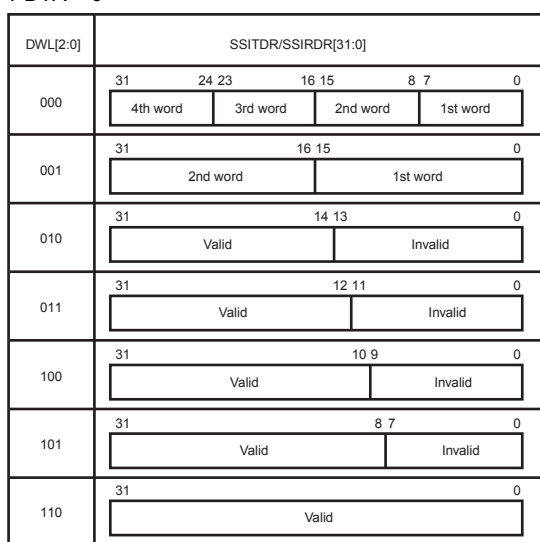 DWL[2:0] SSITDR/SSIRDR[31:0]
31 24 23 16 15 8 7 0
000 4th word 3rd word 2nd word 1st word
31 16 15 0
001 2nd word 1st word
31 14 13 0
010 Valid Invalid
31 12 11 0
011 Valid Invalid
31 10 9 0
100 Valid Invalid
31 8 7 0
101 Valid Invalid
31 0
110 Valid